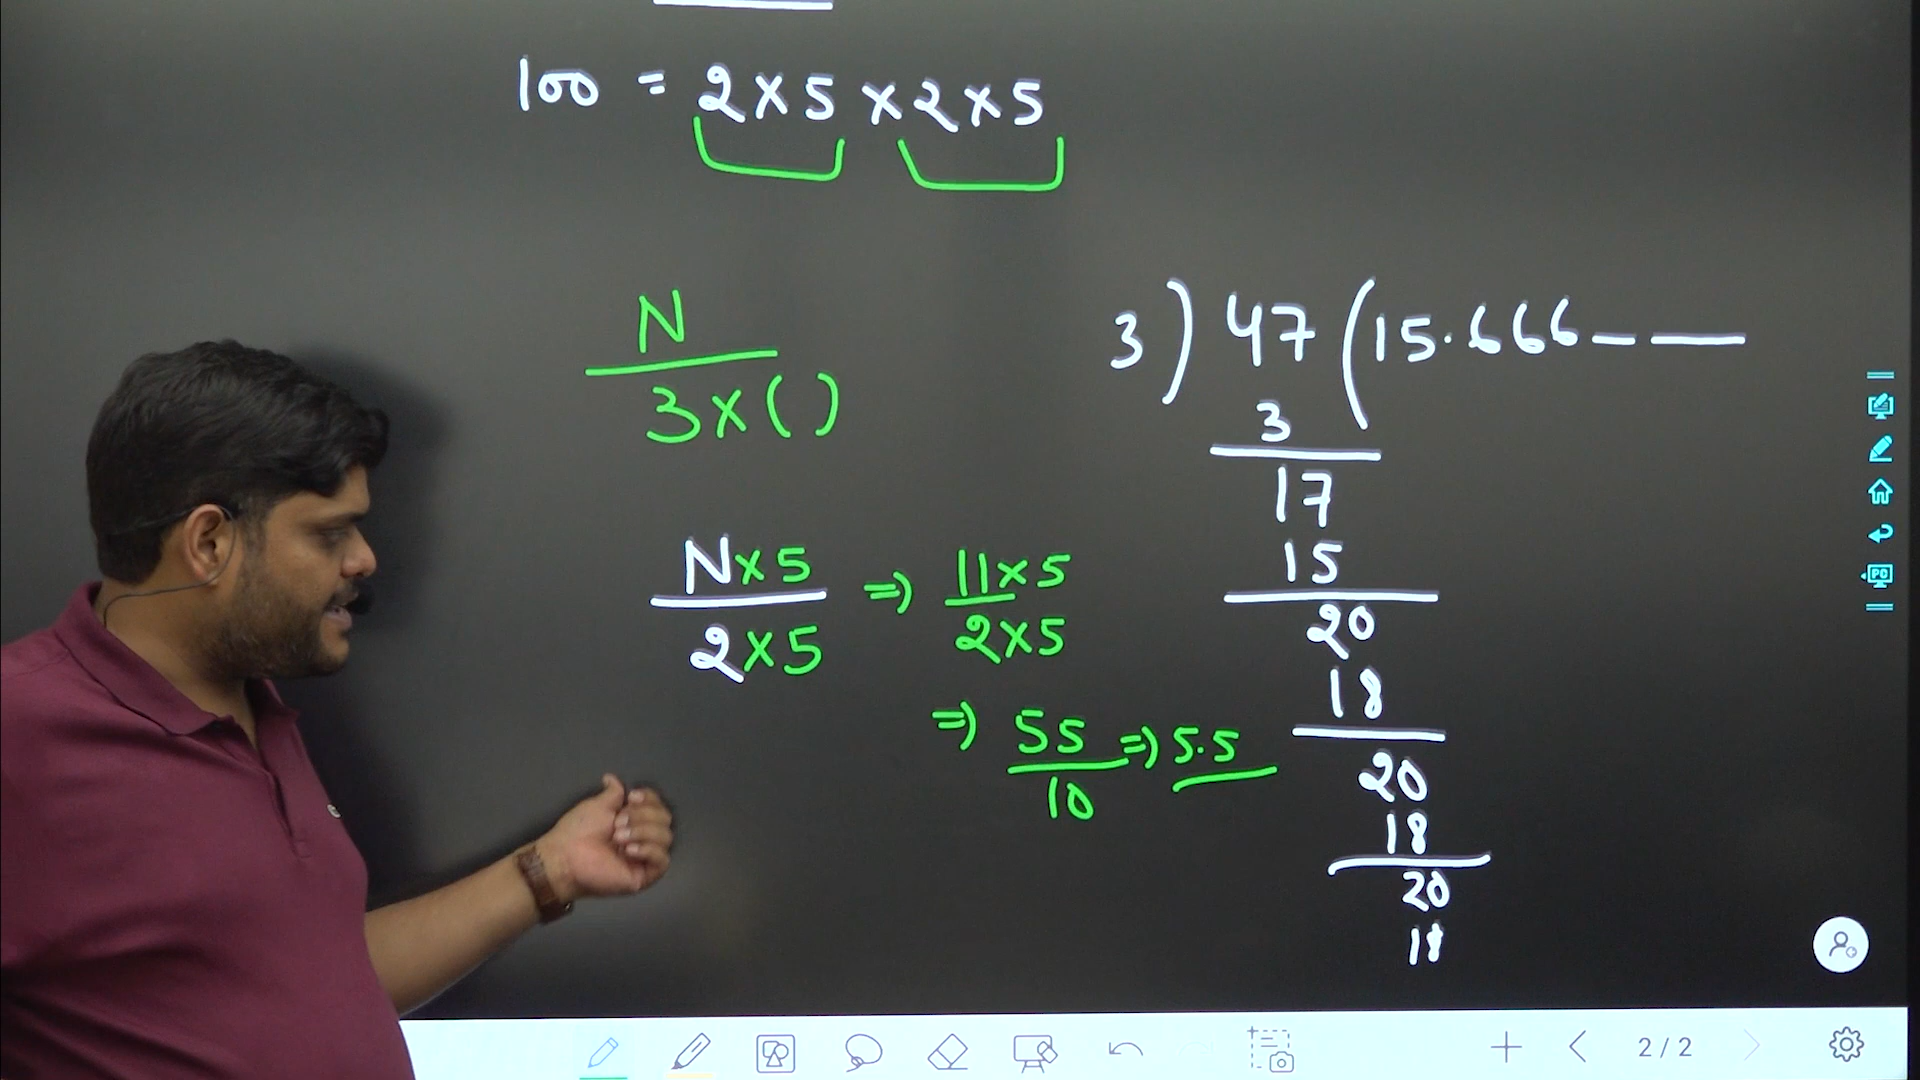 100 = 2 × 5 × 2 × 5
N
3 × ( )
N × 5 ⇒ 11 × 5
2 × 5 2 × 5
⇒ 55 ⇒ 5.5
10
3 ) 47 ( 15.666 — —
3
17
15
20
18
20
18
20
18
2 / 2